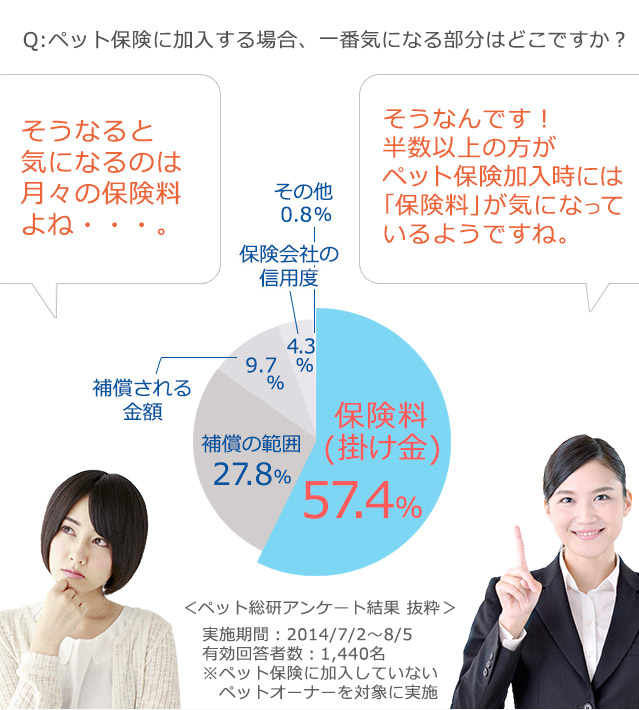 Q:ペット保険に加入する場合、一番気になる部分はどこですか？
そうなると
気になるのは
月々の保険料
よね・・・。
そうなんです！
半数以上の方が
ペット保険加入時には
「保険料」が気になって
いるようですね。
その他
0.8%
保険会社の
信用度
4.3
%
9.7
%
補償される
金額
補償の範囲
27.8%
保険料
(掛け金)
57.4%
＜ペット総研アンケート結果 抜粋＞
実施期間：2014/7/2～8/5
有効回答者数：1,440名
※ペット保険に加入していない
ペットオーナーを対象に実施